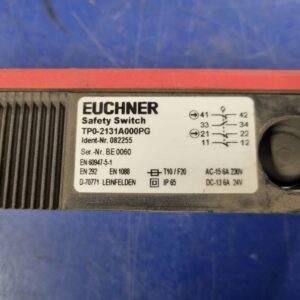 EUCHNER
Safety Switch
TP0-2131A000PG
Ident-Nr. 082255
Ser.-Nr. BE 0060
EN 60947-5-1
EN 292 EN 1088
D-70771 LEINFELDEN
T10 / F20
IP 65
AC-15 6A 230V
DC-13 6A 24V
41 42
33 34
21 22
11 12